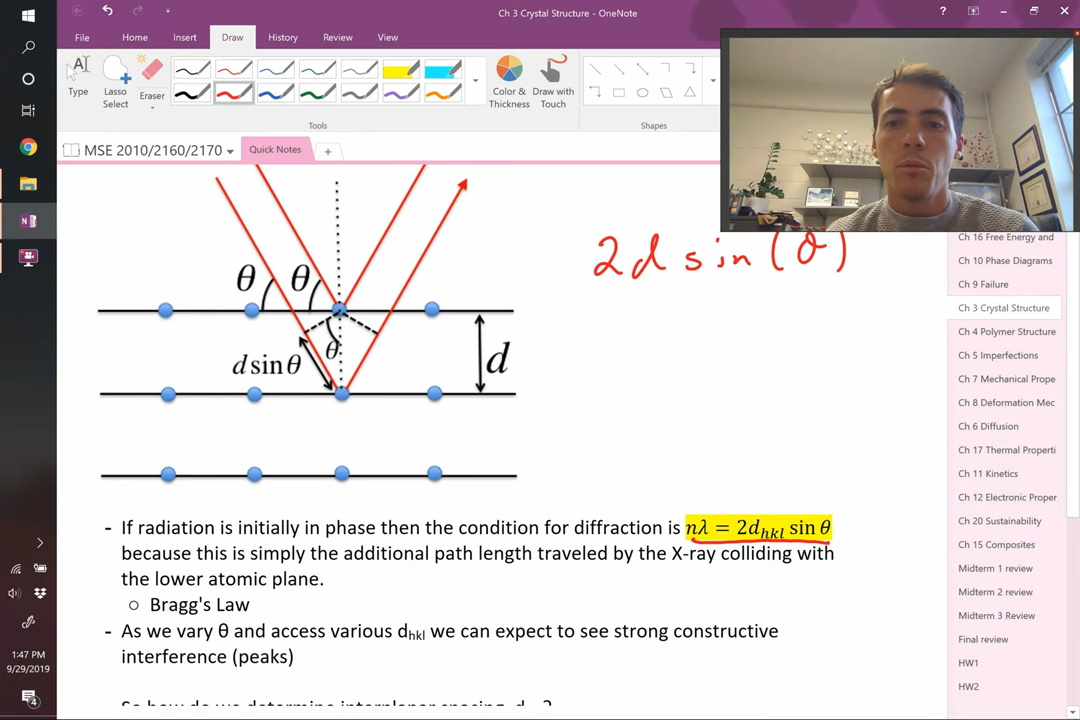 Ch 3 Crystal Structure - OneNote
?
File Home Insert Draw History Review View
Type
Lasso Select
Eraser
Color & Thickness
Draw with Touch
Tools
Shapes
MSE 2010/2160/2170
Quick Notes
+
2d sin(θ)
θ θ
θ
d sin θ
d
- If radiation is initially in phase then the condition for diffraction is nλ = 2d_hkl sin θ
because this is simply the additional path length traveled by the X-ray colliding with
the lower atomic plane.
○ Bragg's Law
- As we vary θ and access various d_hkl we can expect to see strong constructive
interference (peaks)
Ch 16 Free Energy and
Ch 10 Phase Diagrams
Ch 9 Failure
Ch 3 Crystal Structure
Ch 4 Polymer Structure
Ch 5 Imperfections
Ch 7 Mechanical Prope
Ch 8 Deformation Mec
Ch 6 Diffusion
Ch 17 Thermal Properti
Ch 11 Kinetics
Ch 12 Electronic Proper
Ch 20 Sustainability
Ch 15 Composites
Midterm 1 review
Midterm 2 review
Midterm 3 Review
Final review
HW1
HW2
1:47 PM
9/29/2019
4